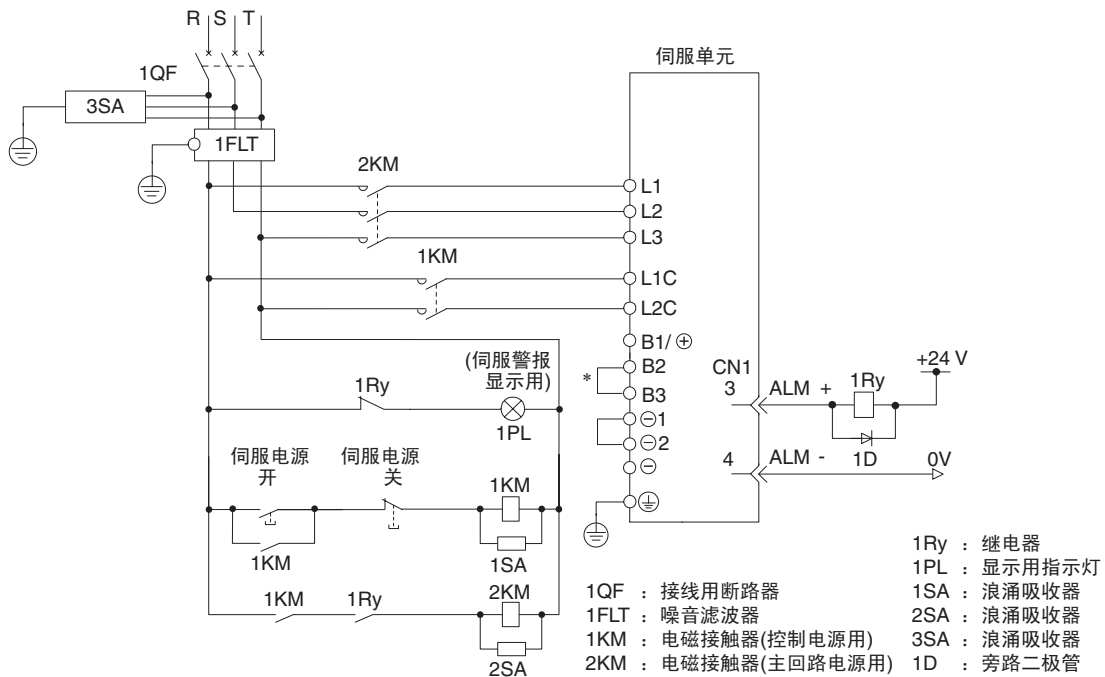 R S T
1QF
3SA
1FLT
伺服单元
2KM
L1
L2
L3
1KM
L1C
L2C
B1/ ⊕
B2
*
B3
⊖1
⊖2
⊖
CN1
3
ALM +
1Ry
+24 V
1D
4
ALM -
0V
(伺服警报
显示用)
1Ry
1PL
伺服电源
开
伺服电源
关
1KM
1KM
1SA
1KM
1Ry
2KM
2SA
1QF : 接线用断路器
1FLT : 噪音滤波器
1KM : 电磁接触器(控制电源用)
2KM : 电磁接触器(主回路电源用)
1Ry : 继电器
1PL : 显示用指示灯
1SA : 浪涌吸收器
2SA : 浪涌吸收器
3SA : 浪涌吸收器
1D : 旁路二极管